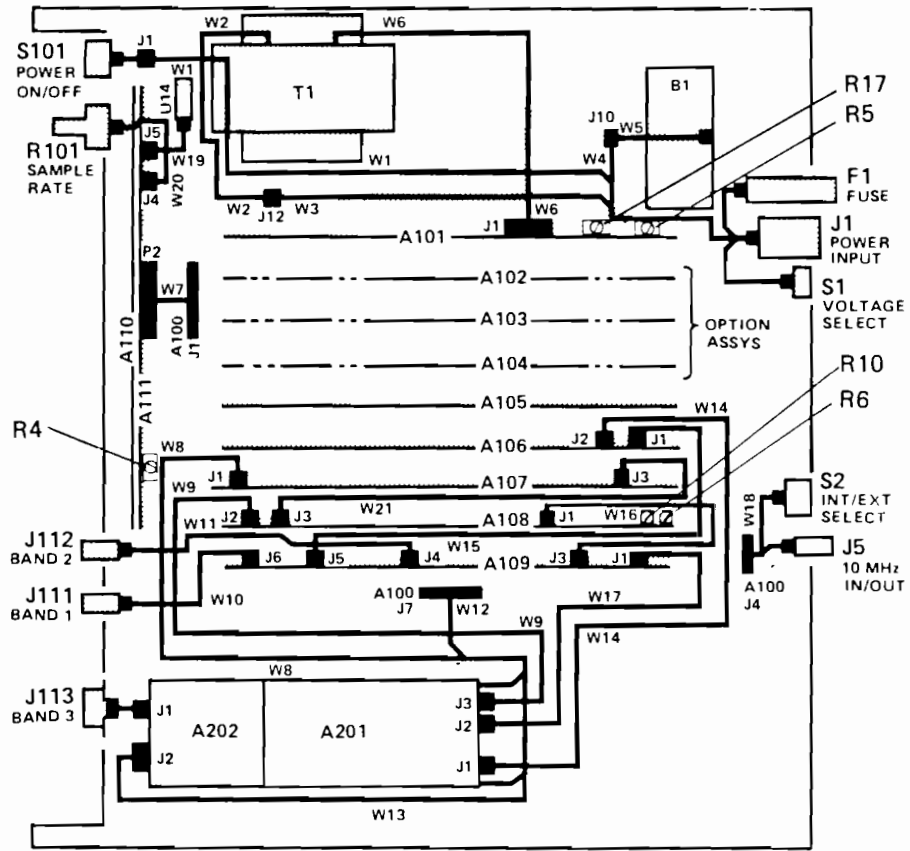 W2
W6
S101
POWER
ON/OFF
J1
W1
U14
T1
B1
R17
R5
J10
W5
R101
SAMPLE
RATE
J5
W19
W20
J4
W1
W4
F1
FUSE
W2
J12
W3
J1
W6
A101
J1
POWER
INPUT
P2
W7
A100
J1
A110
A111
A102
A103
A104
OPTION
ASSYS
S1
VOLTAGE
SELECT
A105
R10
R6
R4
W8
A106
J2
J1
W14
J1
A107
J3
W9
W21
W11
J2
J3
A108
J1
W16
S2
INT/EXT
SELECT
W18
J112
BAND 2
W15
J6
J5
J4
A109
J3
J1
J5
10 MHz
IN/OUT
A100
J4
J111
BAND 1
W10
A100
J7
W12
W9
W17
W14
W8
J113
BAND 3
J1
J2
A202
A201
J3
J2
J1
W13